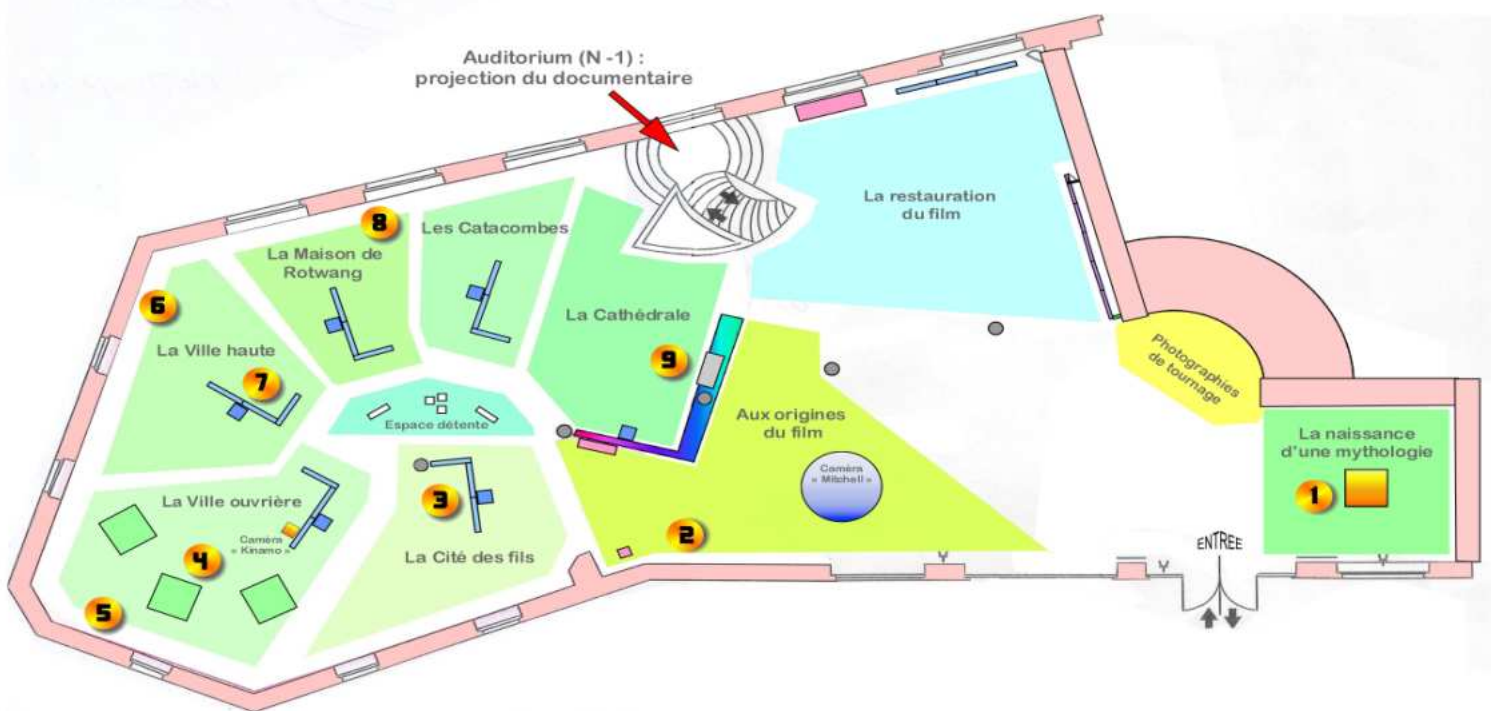 Auditorium (N -1) :
projection du documentaire
La restauration
du film
8
Les Catacombes
La Maison de
Rotwang
6
La Cathédrale
La Ville haute
9
Photographies
de tournage
7
Aux origines
du film
Espace détente
La naissance
d'une mythologie
1
Caméra
« Mitchell »
La Ville ouvrière
3
Caméra
« Kinamo »
La Cité des fils
2
ENTREE
4
5